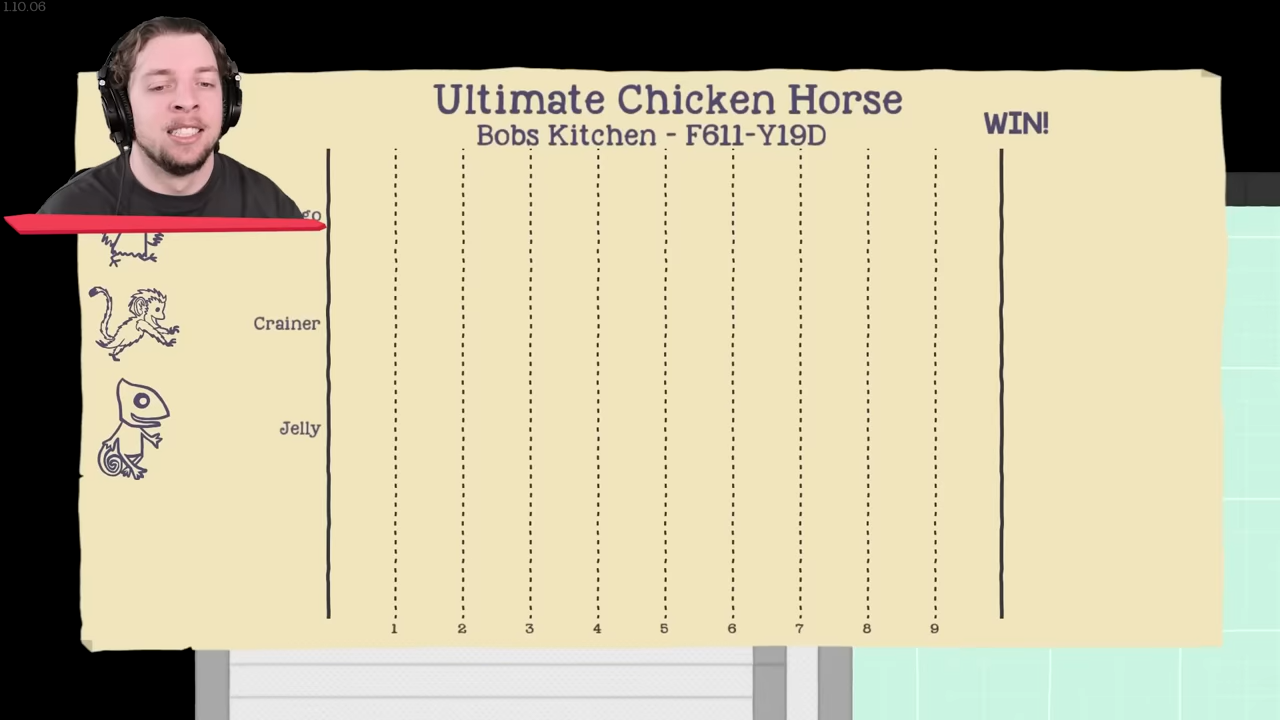 1.10.06
Ultimate Chicken Horse
Bobs Kitchen - F611-Y19D
WIN!
Crainer
Jelly
1 2 3 4 5 6 7 8 9